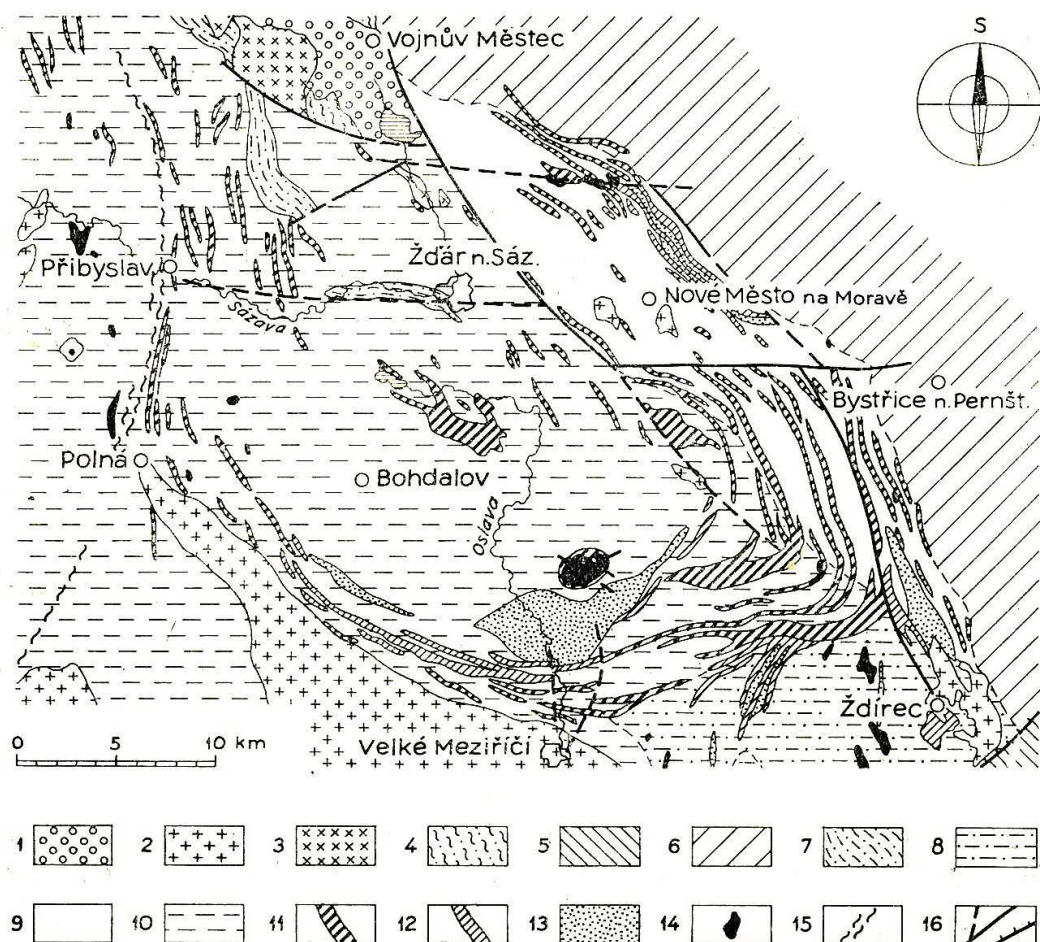 S
Vojnův Městec
Žďár n.Sáz.
Přibyslav
Sázava
Nové Město na Moravě
Bystřice n.Pernšt.
Polná
Bohdalov
Oslava
Ždírec
Velké Meziříčí
0 5 10 km
1 2 3 4 5 6 7 8
9 10 11 12 13 14 15 16